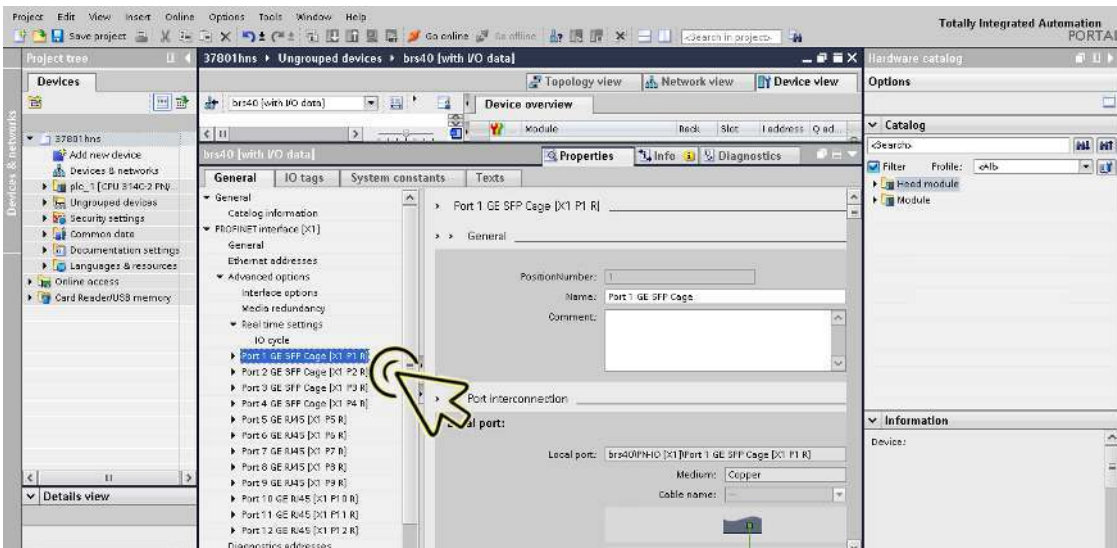 Project Edit View Insert Online Options Tools Window Help
Totally Integrated Automation
PORTAL
Save project Go online Go offline <Search in project>
Project tree
37801hns Ungrouped devices brs40 [with I/O data]
Hardware catalog
Devices
Topology view Network view Device view
Options
brs40 [with I/O data]
Device overview
Module Rack Slot I address Q ad...
Catalog
<Search>
Filter Profile: <All>
Head module
Module
37801hns
Add new device
Devices & networks
plc_1 [CPU 314C-2 PN/...
Ungrouped devices
Security settings
Common data
Documentation settings
Languages & resources
Online access
Card Reader/USB memory
Devices & networks
Details view
brs40 [with I/O data]
Properties Info Diagnostics
General IO tags System constants Texts
General
Catalog information
PROFINET interface [X1]
General
Ethernet addresses
Advanced options
Interface options
Media redundancy
Real time settings
IO cycle
Port 1 GE SFP Cage [X1 P1 R]
Port 2 GE SFP Cage [X1 P2 R]
Port 3 GE SFP Cage [X1 P3 R]
Port 4 GE SFP Cage [X1 P4 R]
Port 5 GE RJ45 [X1 P5 R]
Port 6 GE RJ45 [X1 P6 R]
Port 7 GE RJ45 [X1 P7 R]
Port 8 GE RJ45 [X1 P8 R]
Port 9 GE RJ45 [X1 P9 R]
Port 10 GE RJ45 [X1 P10 R]
Port 11 GE RJ45 [X1 P11 R]
Port 12 GE RJ45 [X1 P12 R]
Diagnostics addresses
Port 1 GE SFP Cage [X1 P1 R]
General
PositionNumber: 1
Name: Port 1 GE SFP Cage
Comment:
Port interconnection
port:
Local port: brs40\PN-IO [X1]\Port 1 GE SFP Cage [X1 P1 R]
Medium: Copper
Cable name: ---
Information
Device: